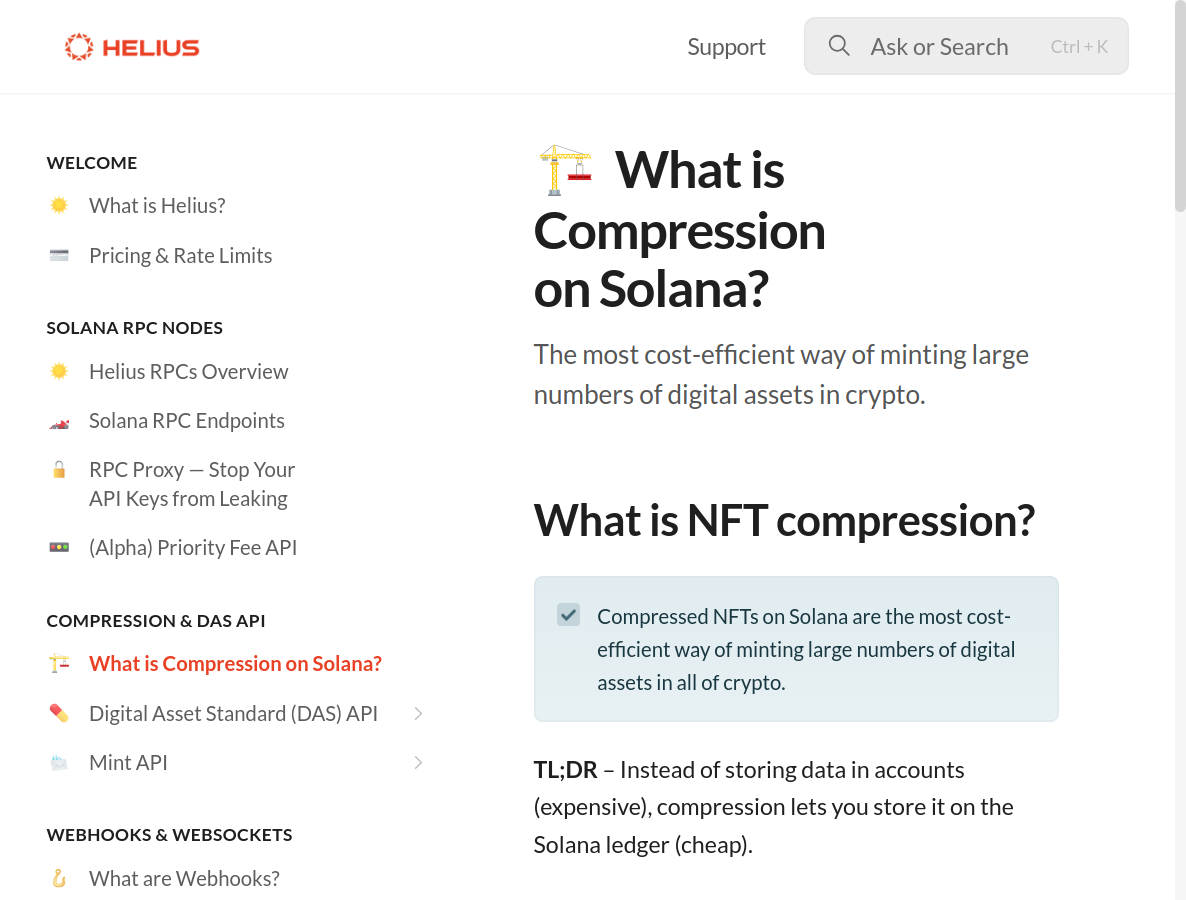 HELIUS
Support
Ask or Search
Ctrl + K
WELCOME
What is Helius?
Pricing & Rate Limits
SOLANA RPC NODES
Helius RPCs Overview
Solana RPC Endpoints
RPC Proxy — Stop Your
API Keys from Leaking
(Alpha) Priority Fee API
COMPRESSION & DAS API
What is Compression on Solana?
Digital Asset Standard (DAS) API
Mint API
WEBHOOKS & WEBSOCKETS
What are Webhooks?
What is
Compression
on Solana?
The most cost-efficient way of minting large
numbers of digital assets in crypto.
What is NFT compression?
Compressed NFTs on Solana are the most cost-
efficient way of minting large numbers of digital
assets in all of crypto.
TL;DR – Instead of storing data in accounts
(expensive), compression lets you store it on the
Solana ledger (cheap).